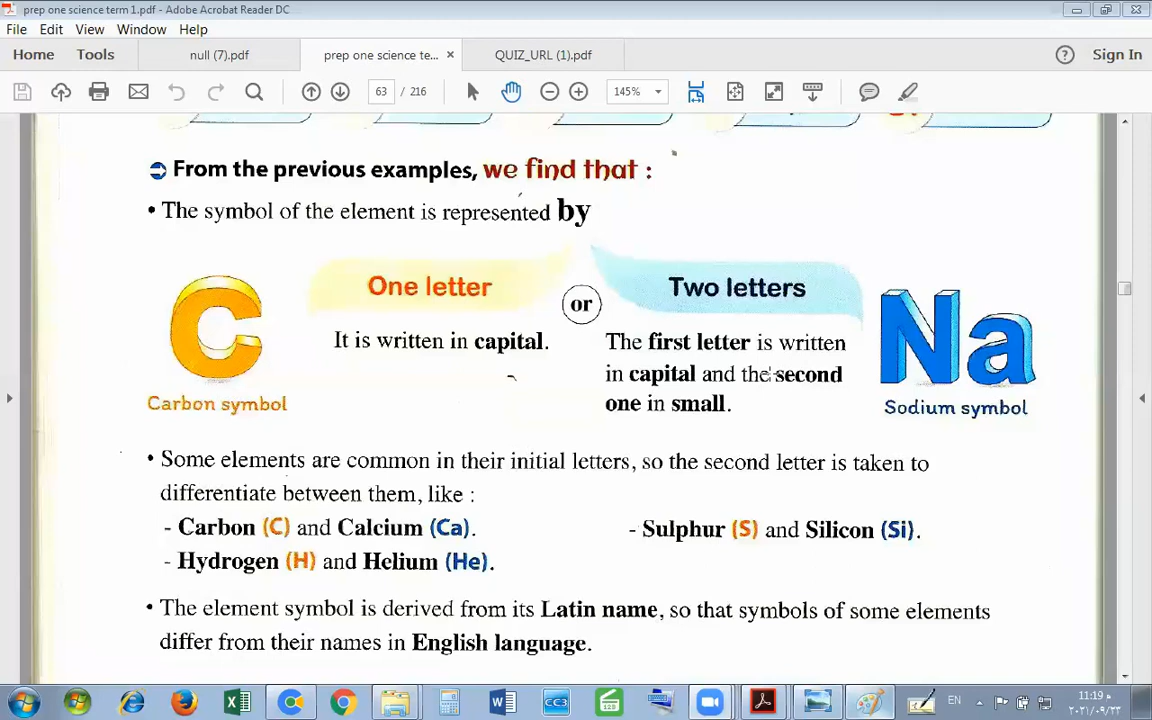 prep one science term 1.pdf - Adobe Acrobat Reader DC
File Edit View Window Help
Home Tools null (7).pdf prep one science te... × QUIZ_URL (1).pdf ? Sign In
63 / 216 145%
From the previous examples, we find that :
• The symbol of the element is represented by
One letter or Two letters
C Na
It is written in capital.
The first letter is written
in capital and the second
one in small.
Carbon symbol
Sodium symbol
• Some elements are common in their initial letters, so the second letter is taken to
differentiate between them, like :
- Carbon (C) and Calcium (Ca). - Sulphur (S) and Silicon (Si).
- Hydrogen (H) and Helium (He).
• The element symbol is derived from its Latin name, so that symbols of some elements
differ from their names in English language.
CC3 123 EN
11:19 م
٢٠٢١/٠٩/٢٣